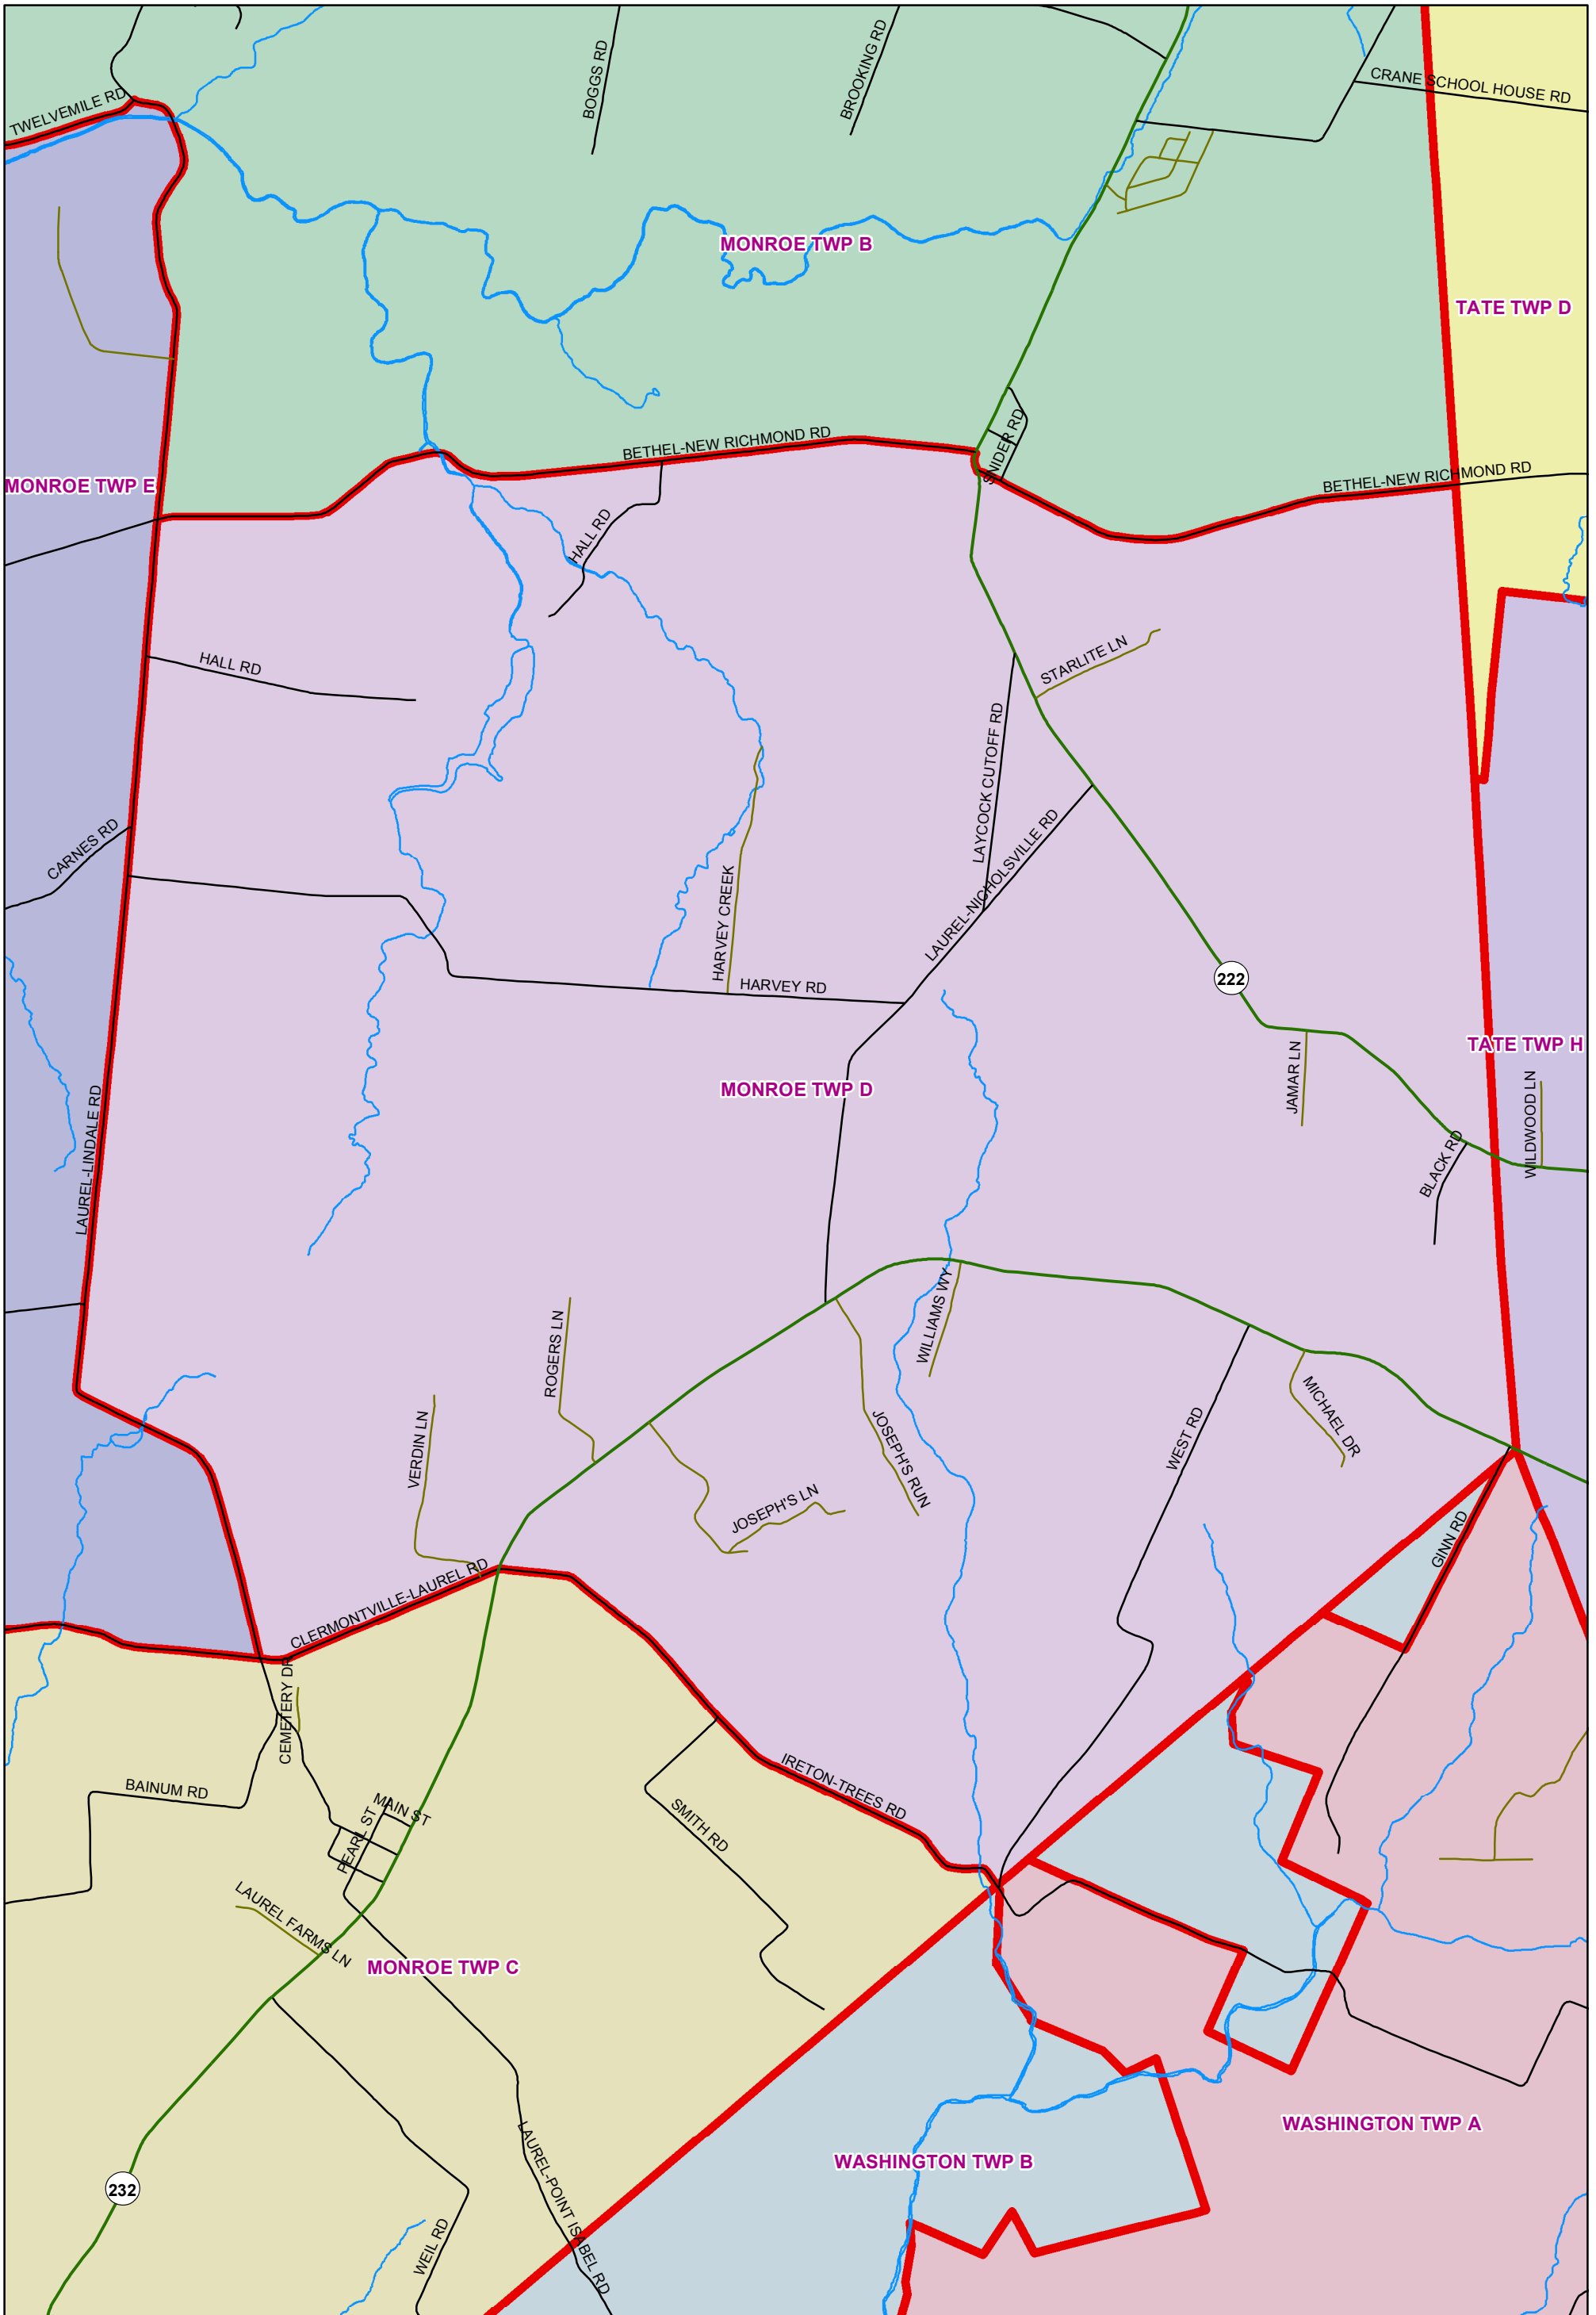 TWELVEMILE RD
BOGGS RD
BROOKING RD
CRANE SCHOOL HOUSE RD
MONROE TWP B
TATE TWP D
SNIDER RD
BETHEL-NEW RICHMOND RD
BETHEL-NEW RICHMOND RD
MONROE TWP E
HALL RD
HALL RD
STARLITE LN
LAYCOCK CUTOFF RD
CARNES RD
LAUREL-NICHOLSVILLE RD
HARVEY CREEK
HARVEY RD
222
TATE TWP H
JAMAR LN
MONROE TWP D
WILDWOOD LN
LAUREL-LINDALE RD
BLACK RD
WILLIAMS WY
ROGERS LN
MICHAEL DR
VERDIN LN
JOSEPH'S RUN
WEST RD
JOSEPH'S LN
GINN RD
CLERMONTVILLE-LAUREL RD
CEMETERY DR
BAINUM RD
IRETON-TREES RD
MAIN ST
PEARL ST
SMITH RD
LAUREL FARMS LN
MONROE TWP C
WASHINGTON TWP A
WASHINGTON TWP B
232
LAUREL-POINT ISABEL RD
WEIL RD